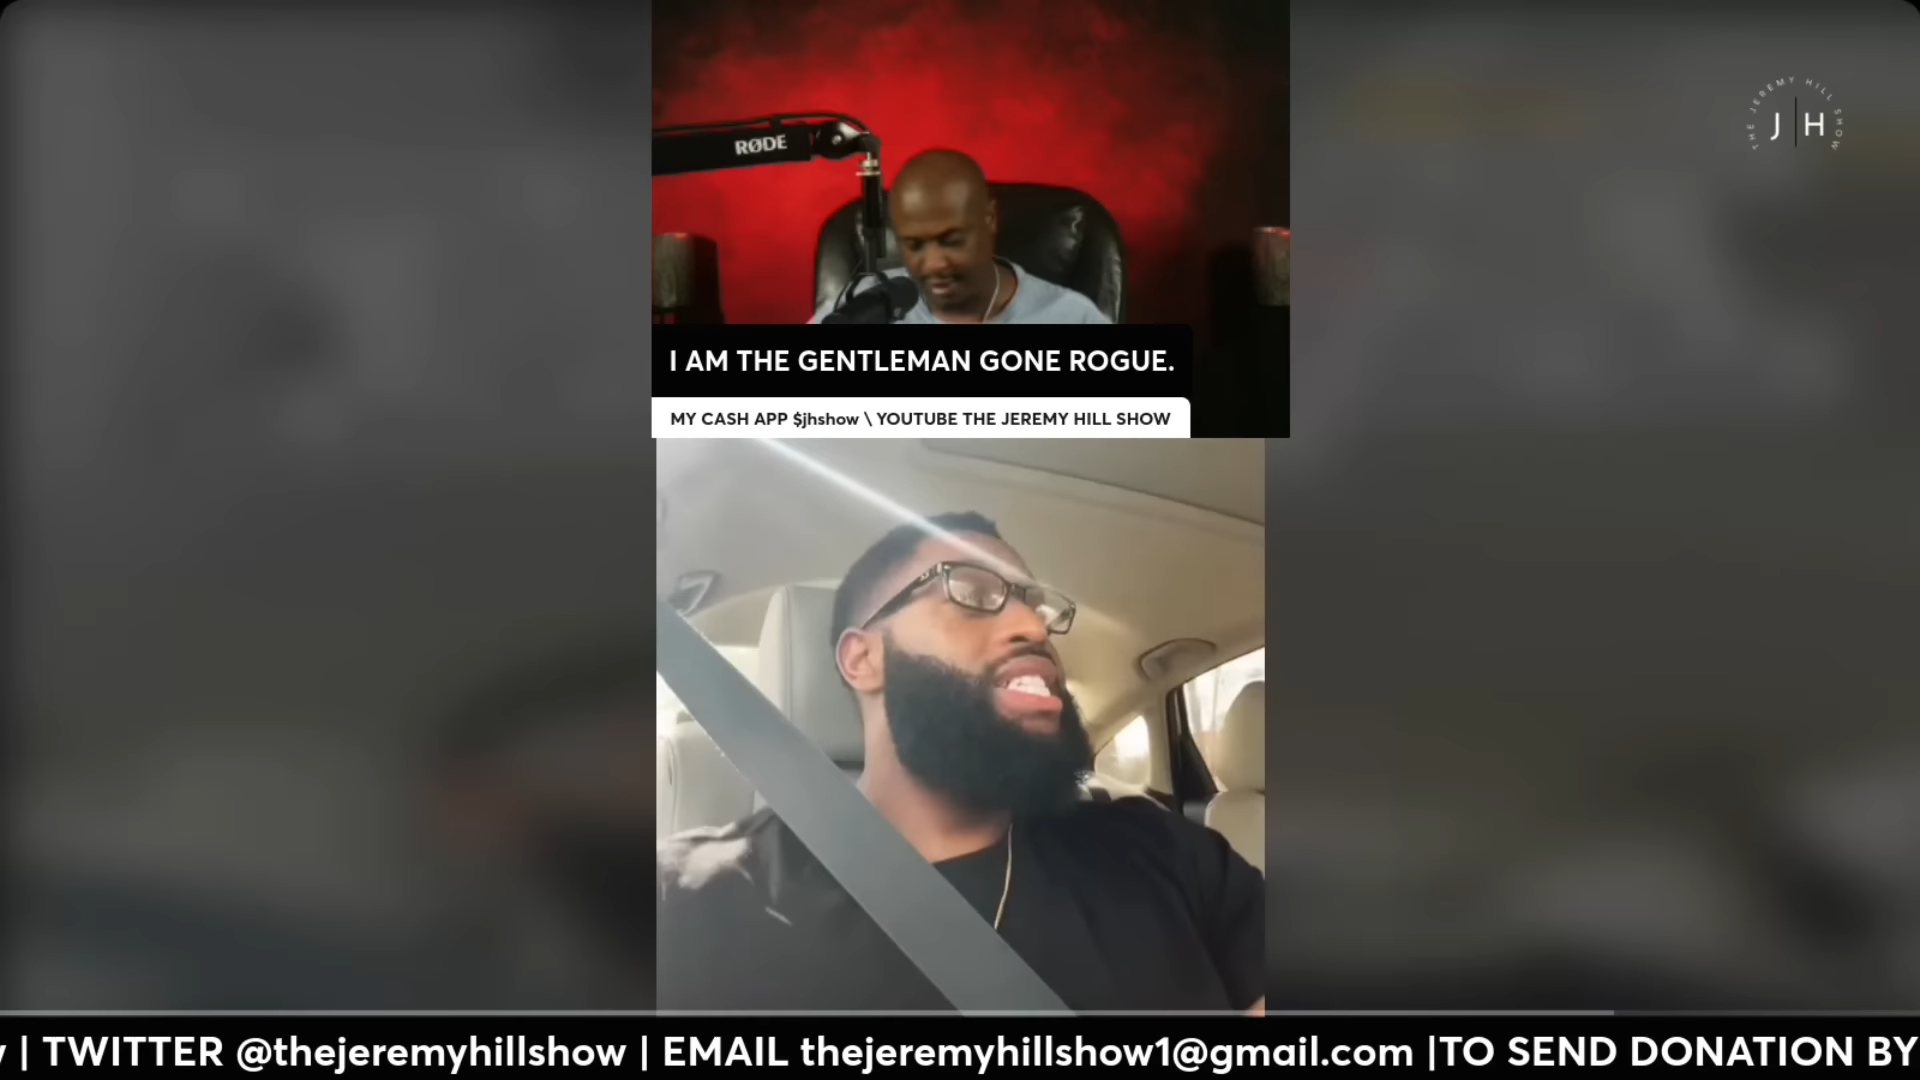 RØDE
THE JEREMY HILL SHOW
J H
I AM THE GENTLEMAN GONE ROGUE.
MY CASH APP $jhshow \ YOUTUBE THE JEREMY HILL SHOW
| TWITTER @thejeremyhillshow | EMAIL thejeremyhillshow1@gmail.com |TO SEND DONATION BY